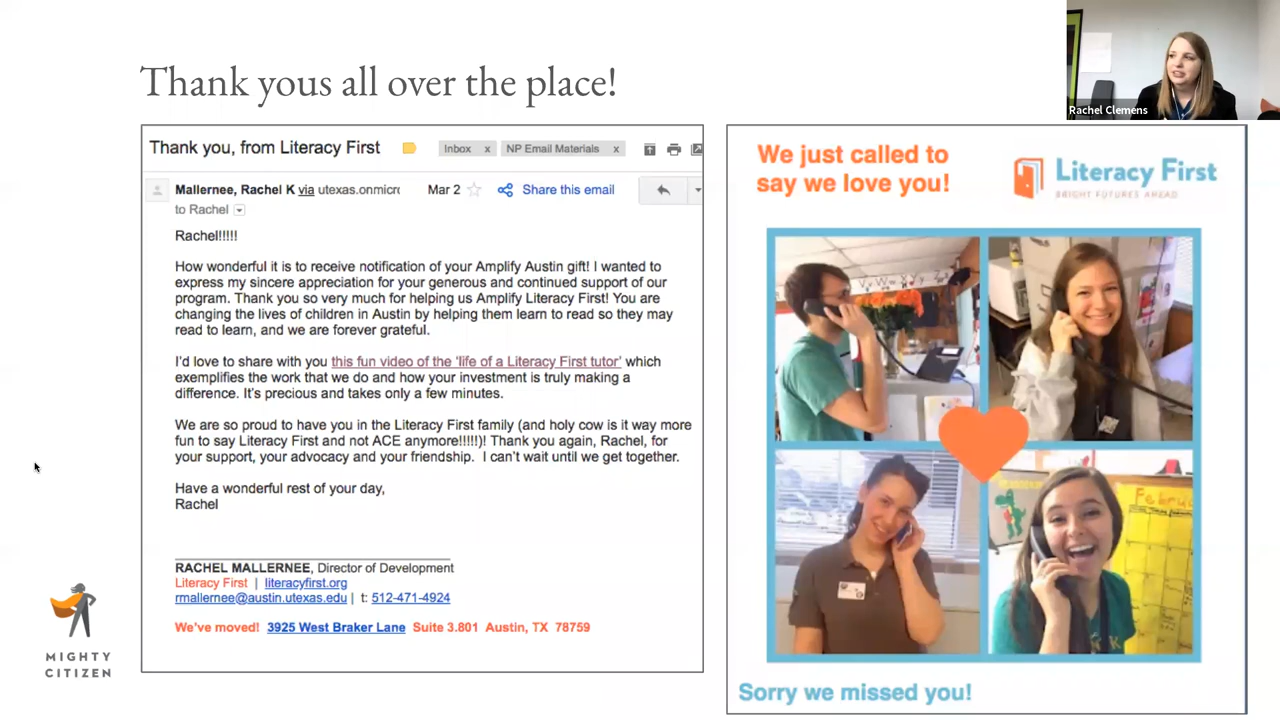 Thank yous all over the place!
Rachel Clemens
Thank you, from Literacy First
Inbox x
NP Email Materials x
Mallernee, Rachel K via utexas.onmicrc
Mar 2
Share this email
to Rachel
Rachel!!!!!
How wonderful it is to receive notification of your Amplify Austin gift! I wanted to
express my sincere appreciation for your generous and continued support of our
program. Thank you so very much for helping us Amplify Literacy First! You are
changing the lives of children in Austin by helping them learn to read so they may
read to learn, and we are forever grateful.
I'd love to share with you this fun video of the 'life of a Literacy First tutor' which
exemplifies the work that we do and how your investment is truly making a
difference. It's precious and takes only a few minutes.
We are so proud to have you in the Literacy First family (and holy cow is it way more
fun to say Literacy First and not ACE anymore!!!!!)! Thank you again, Rachel, for
your support, your advocacy and your friendship. I can't wait until we get together.
Have a wonderful rest of your day,
Rachel
RACHEL MALLERNEE, Director of Development
Literacy First | literacyfirst.org
rmallernee@austin.utexas.edu | t: 512-471-4924
We've moved! 3925 West Braker Lane Suite 3.801 Austin, TX 78759
MIGHTY
CITIZEN
We just called to
say we love you!
Literacy First
BRIGHT FUTURES AHEAD
V W X Y Z
Februa
Sorry we missed you!